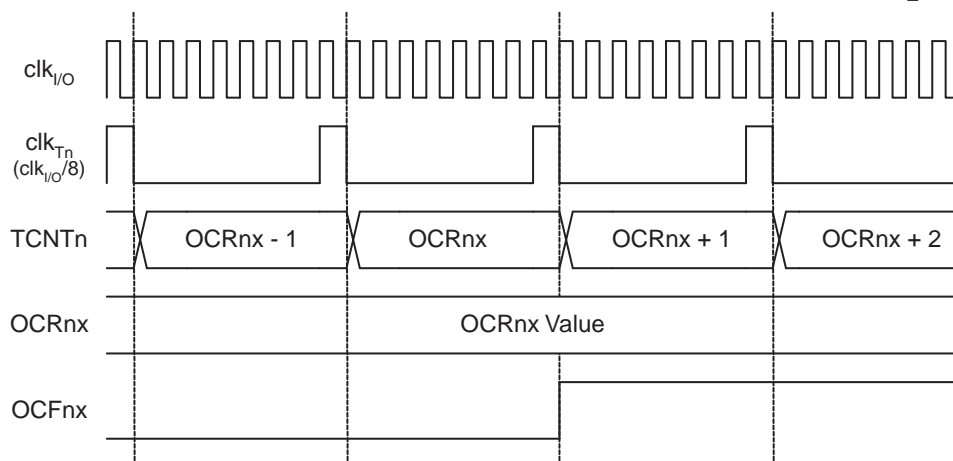 clkI/O
clkTn
(clkI/O/8)
TCNTn OCRnx - 1 OCRnx OCRnx + 1 OCRnx + 2
OCRnx OCRnx Value
OCFnx